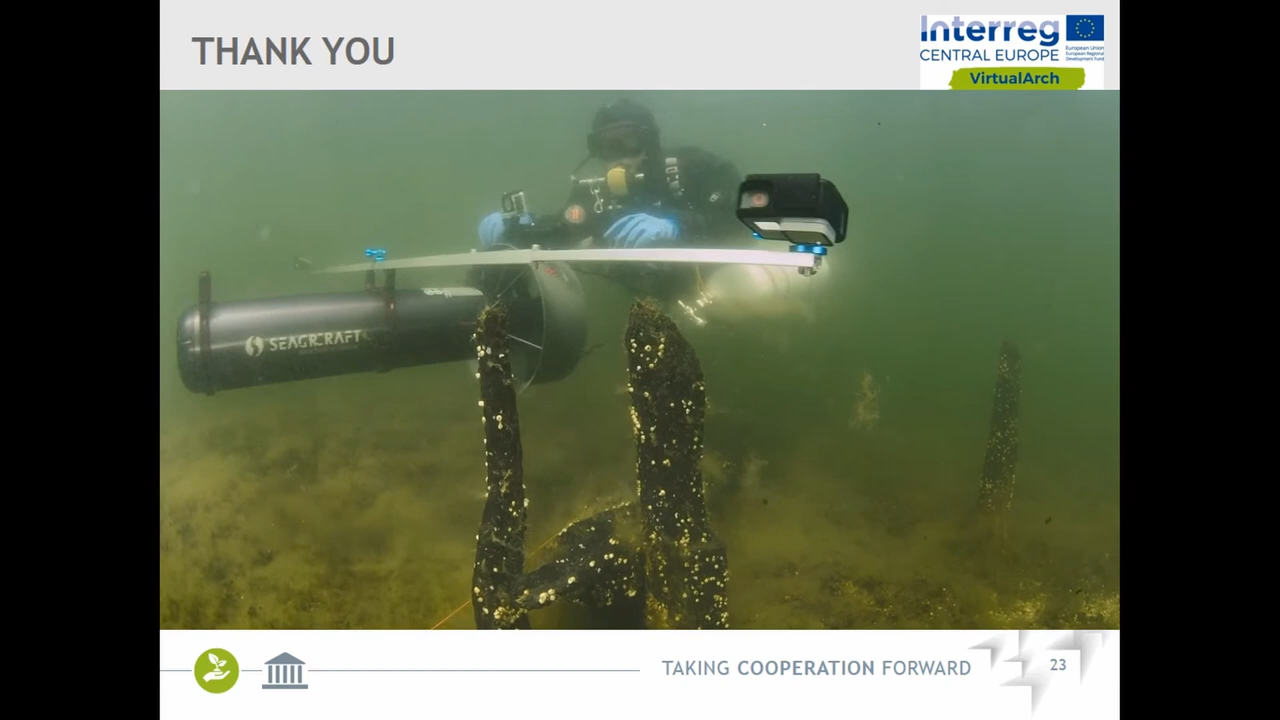 THANK YOU
Interreg
CENTRAL EUROPE
European Union
European Regional
Development Fund
VirtualArch
SEACRAFT
TAKING COOPERATION FORWARD
23